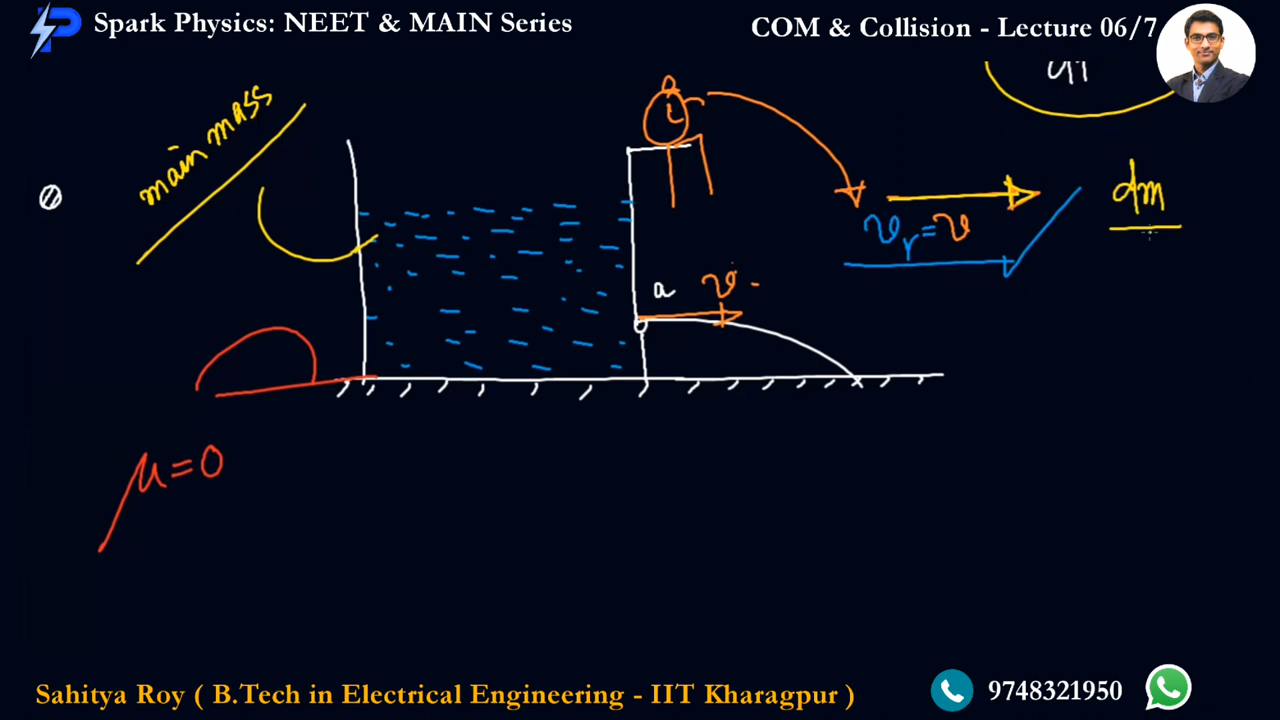 Spark Physics: NEET & MAIN Series
COM & Collision - Lecture 06/7
main mass
dm
v_r = v
a v
μ = 0
Sahitya Roy ( B.Tech in Electrical Engineering - IIT Kharagpur )
9748321950